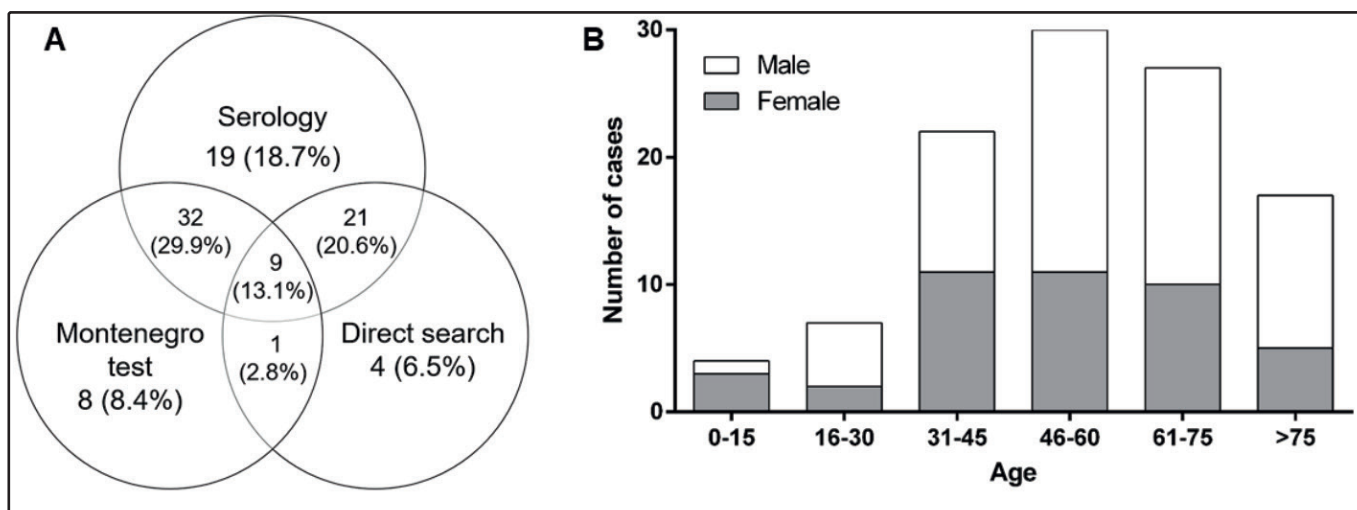 A
Serology
19 (18.7%)
32
(29.9%)
21
(20.6%)
9
(13.1%)
Montenegro
test
8 (8.4%)
1
(2.8%)
Direct search
4 (6.5%)
B
Male
Female
Number of cases
30
20
10
0
0-15
16-30
31-45
46-60
61-75
>75
Age